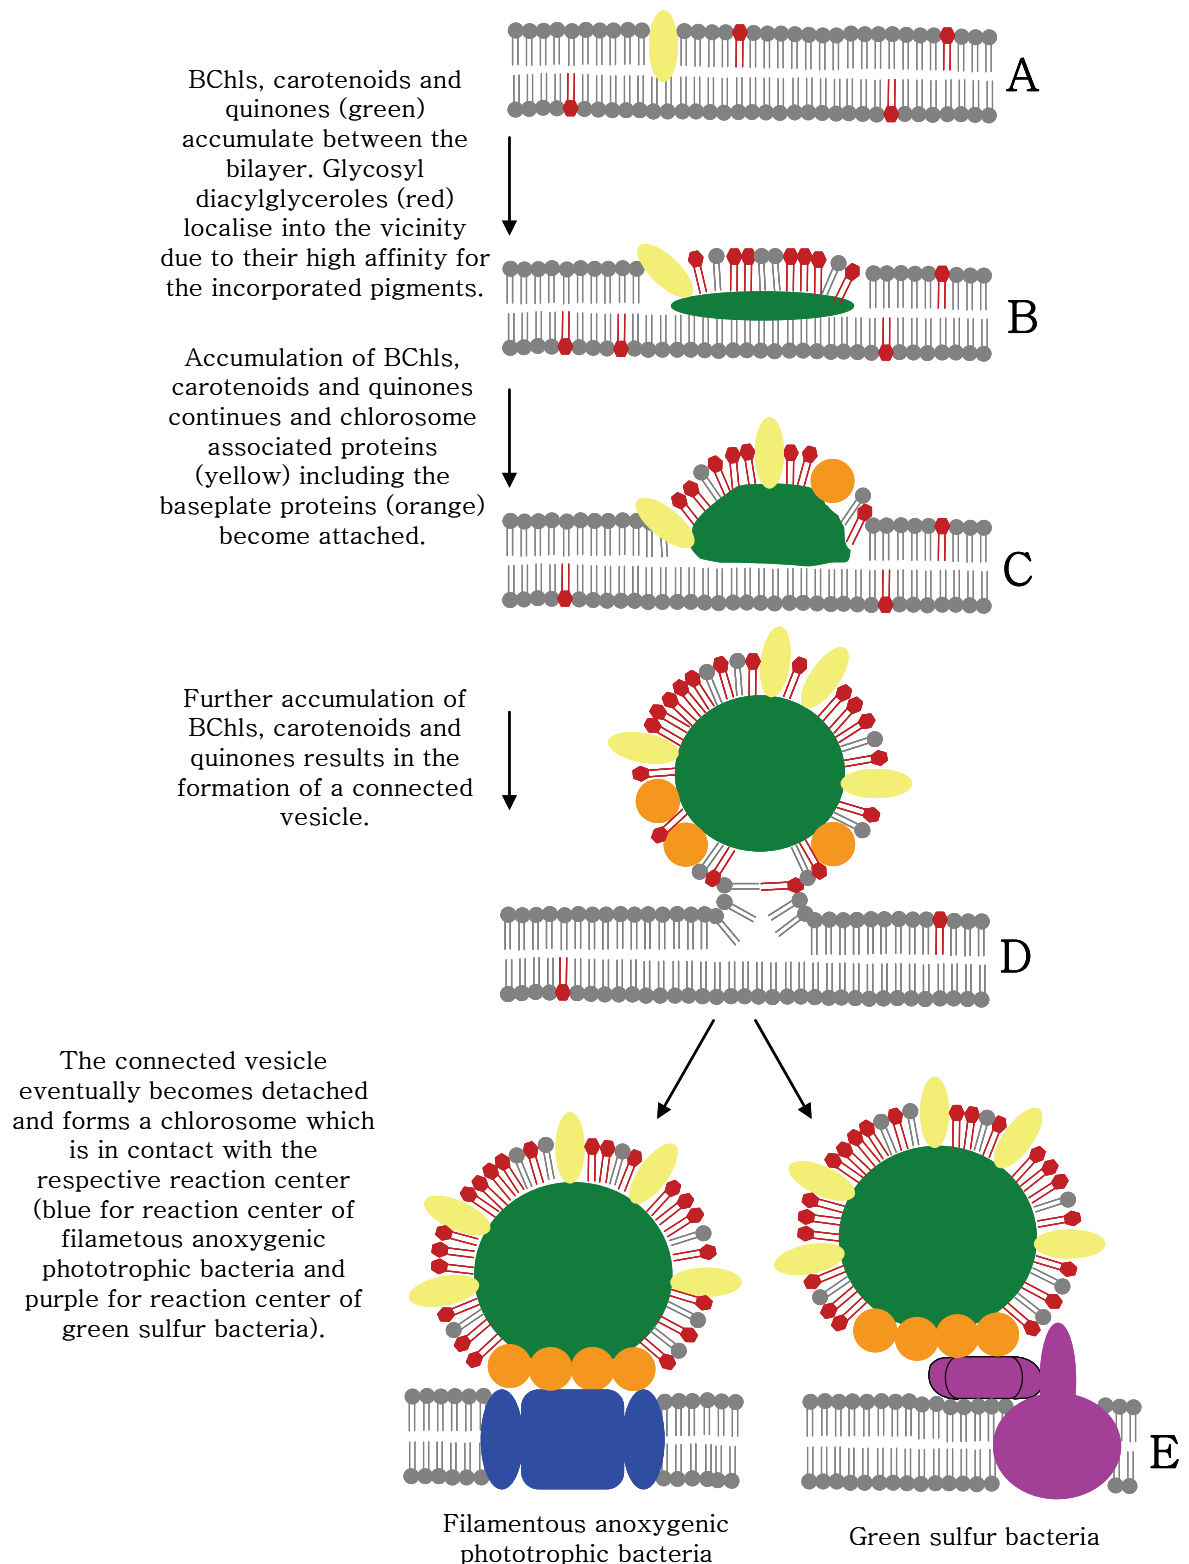 A
BChls, carotenoids and
quinones (green)
accumulate between the
bilayer. Glycosyl
diacylglyceroles (red)
localise into the vicinity
due to their high affinity for
the incorporated pigments.
B
Accumulation of BChls,
carotenoids and quinones
continues and chlorosome
associated proteins
(yellow) including the
baseplate proteins (orange)
become attached.
C
Further accumulation of
BChls, carotenoids and
quinones results in the
formation of a connected
vesicle.
D
The connected vesicle
eventually becomes detached
and forms a chlorosome which
is in contact with the
respective reaction center
(blue for reaction center of
filametous anoxygenic
phototrophic bacteria and
purple for reaction center of
green sulfur bacteria).
E
Filamentous anoxygenic
phototrophic bacteria
Green sulfur bacteria